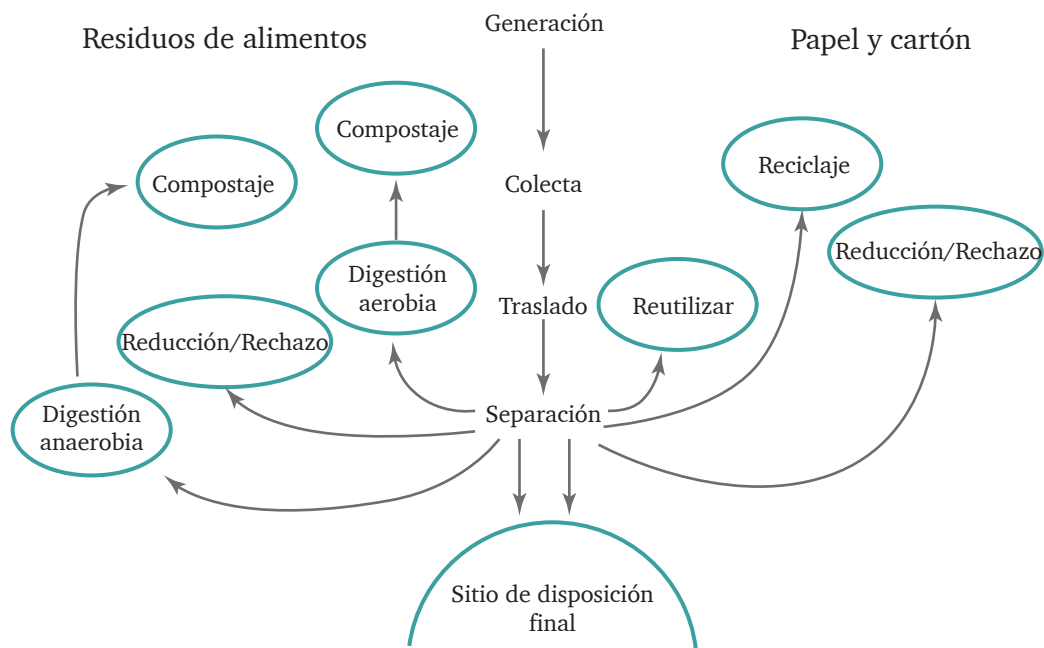 Residuos de alimentos
Generación
Papel y cartón
Compostaje
Compostaje
Colecta
Reciclaje
Reducción/Rechazo
Digestión
aerobia
Traslado
Reutilizar
Reducción/Rechazo
Digestión
anaerobia
Separación
Sitio de disposición
final